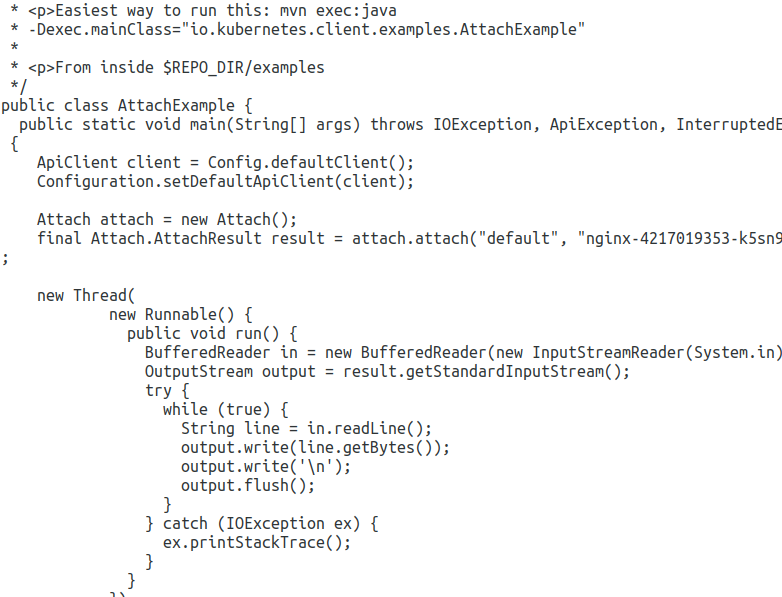 * <p>Easiest way to run this: mvn exec:java
 * -Dexec.mainClass="io.kubernetes.client.examples.AttachExample"
 *
 * <p>From inside $REPO_DIR/examples
 */
public class AttachExample {
  public static void main(String[] args) throws IOException, ApiException, InterruptedE
 {
    ApiClient client = Config.defaultClient();
    Configuration.setDefaultApiClient(client);

    Attach attach = new Attach();
    final Attach.AttachResult result = attach.attach("default", "nginx-4217019353-k5sn9
;

    new Thread(
            new Runnable() {
              public void run() {
                BufferedReader in = new BufferedReader(new InputStreamReader(System.in)
                OutputStream output = result.getStandardInputStream();
                try {
                  while (true) {
                    String line = in.readLine();
                    output.write(line.getBytes());
                    output.write('\n');
                    output.flush();
                  }
                } catch (IOException ex) {
                  ex.printStackTrace();
                }
              }
            })